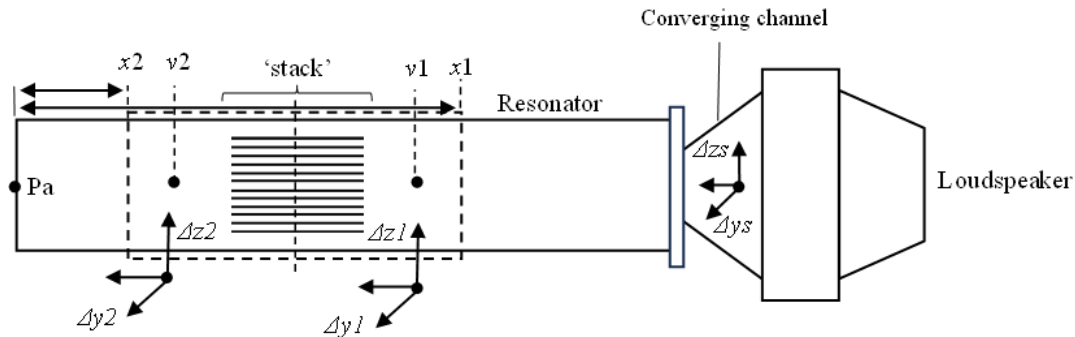 Converging channel
x2 v2 'stack' v1 x1
Resonator
Pa
Δzs
Δys
Loudspeaker
Δz2 Δz1
Δy2 Δy1